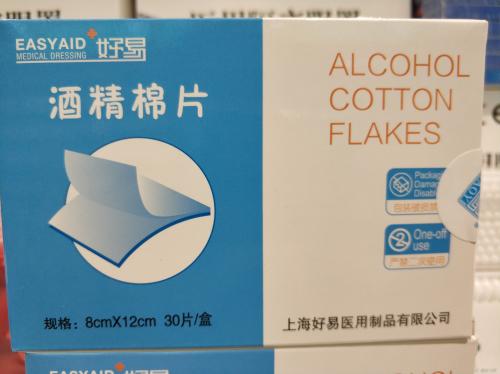 EASYAID 好易
MEDICAL DRESSING
酒精棉片
ALCOHOL
COTTON
FLAKES
One-off
use
严禁二次使用
规格：8cmX12cm 30片/盒
上海好易医用制品有限公司